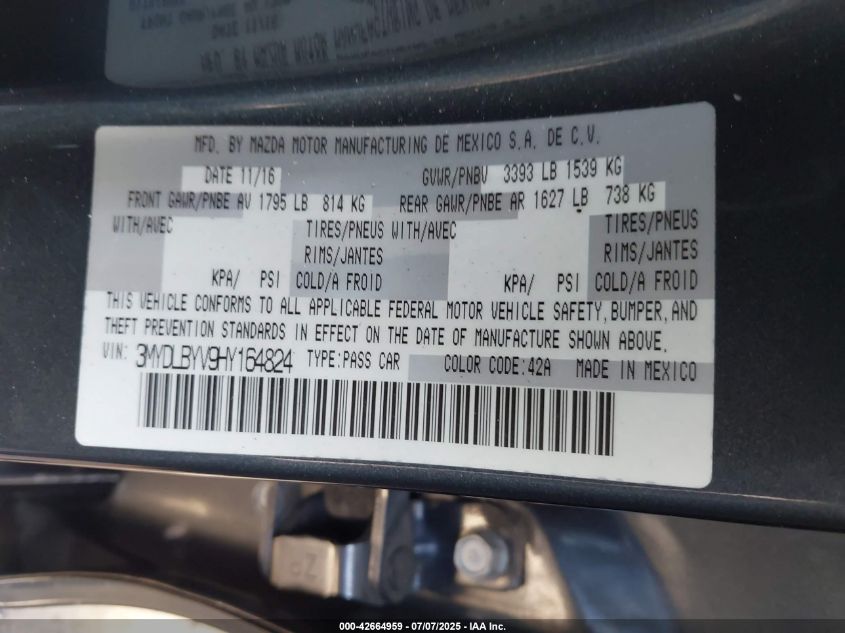 MFD. BY MAZDA MOTOR MANUFACTURING DE MEXICO S.A. DE C.V.
DATE 11/16 GVWR/PNBV 3393 LB 1539 KG
FRONT GAWR/PNBE AV 1795 LB 814 KG REAR GAWR/PNBE AR 1627 LB 738 KG
WITH/AVEC TIRES/PNEUS WITH/AVEC TIRES/PNEUS
RIMS/JANTES RIMS/JANTES
KPA/ PSI COLD/A FROID KPA/ PSI COLD/A FROID
THIS VEHICLE CONFORMS TO ALL APPLICABLE FEDERAL MOTOR VEHICLE SAFETY, BUMPER, AND
THEFT PREVENTION STANDARDS IN EFFECT ON THE DATE OF MANUFACTURE SHOWN ABOVE.
VIN: 3MYDLBYV9HY164824 TYPE:PASS CAR COLOR CODE:42A MADE IN MEXICO
000-42664959 / 07/07/2025 - IAA Inc.